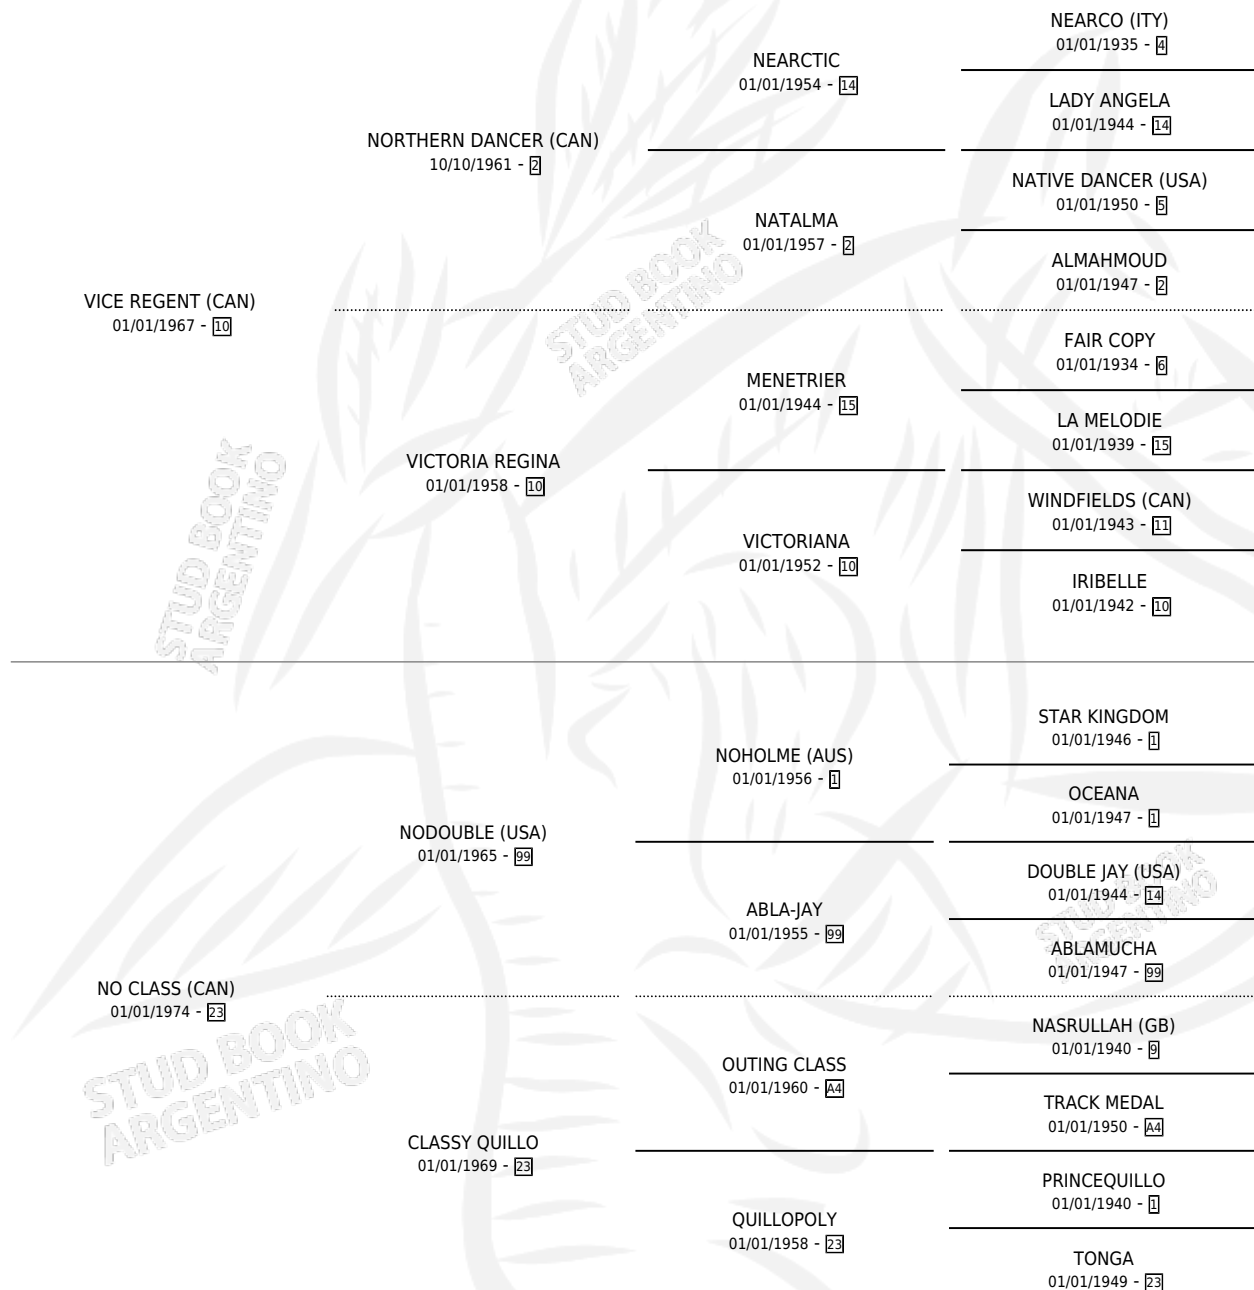 NEARCO (ITY)
01/01/1935 - 4
NEARCTIC
01/01/1954 - 14
LADY ANGELA
01/01/1944 - 14
NORTHERN DANCER (CAN)
10/10/1961 - 2
NATIVE DANCER (USA)
01/01/1950 - 5
NATALMA
01/01/1957 - 2
ALMAHMOUD
01/01/1947 - 2
VICE REGENT (CAN)
01/01/1967 - 10
STUD BOOK
ARGENTINO
FAIR COPY
01/01/1934 - 6
MENETRIER
01/01/1944 - 15
LA MELODIE
01/01/1939 - 15
VICTORIA REGINA
01/01/1958 - 10
WINDFIELDS (CAN)
01/01/1943 - 11
VICTORIANA
01/01/1952 - 10
IRIBELLE
01/01/1942 - 10
STUD BOOK
ARGENTINO
STAR KINGDOM
01/01/1946 - 1
NOHOLME (AUS)
01/01/1956 - 1
OCEANA
01/01/1947 - 1
NODOUBLE (USA)
01/01/1965 - 99
DOUBLE JAY (USA)
01/01/1944 - 14
ABLA-JAY
01/01/1955 - 99
STUD BOOK
ARGENTINO
ABLAMUCHA
01/01/1947 - 99
NO CLASS (CAN)
01/01/1974 - 23
NASRULLAH (GB)
01/01/1940 - 9
OUTING CLASS
01/01/1960 - A4
STUD BOOK
ARGENTINO
TRACK MEDAL
01/01/1950 - A4
CLASSY QUILLO
01/01/1969 - 23
PRINCEQUILLO
01/01/1940 - 1
QUILLOPOLY
01/01/1958 - 23
TONGA
01/01/1949 - 23